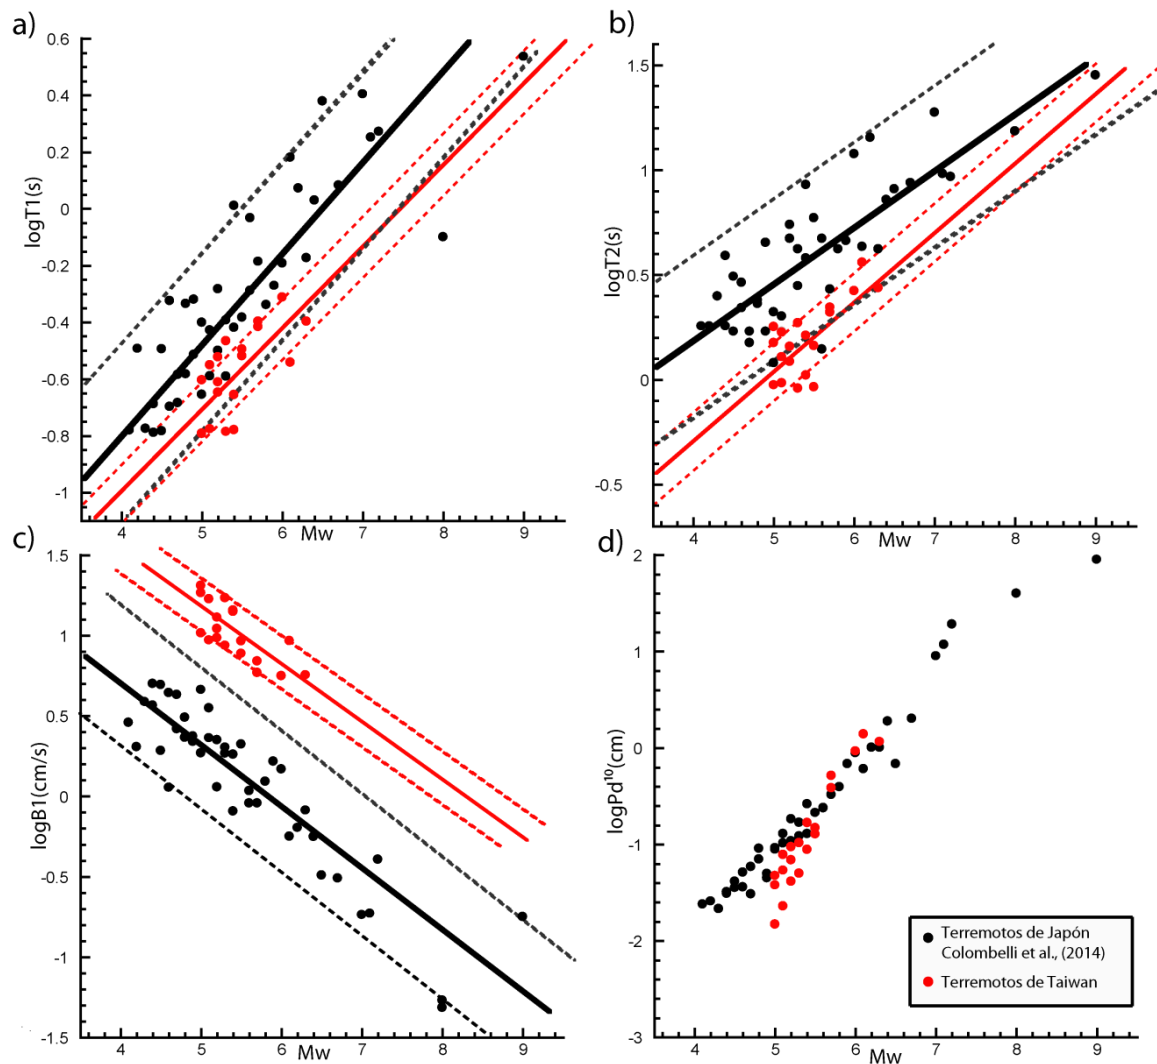 a)
0.6
0.4
0.2
0
-0.2
-0.4
-0.6
-0.8
-1
logT1(s)
4 5 6 7 8 9
Mw
b)
1.5
1
0.5
0
-0.5
logT2(s)
4 5 6 7 8 9
Mw
c)
1.5
1
0.5
0
-0.5
-1
-1.5
logB1(cm/s)
4 5 6 7 8 9
Mw
d)
2
1
0
-1
-2
-3
logPd¹⁰(cm)
4 5 6 7 8 9
Mw
Terremotos de Japón
Colombelli et al., (2014)
Terremotos de Taiwan